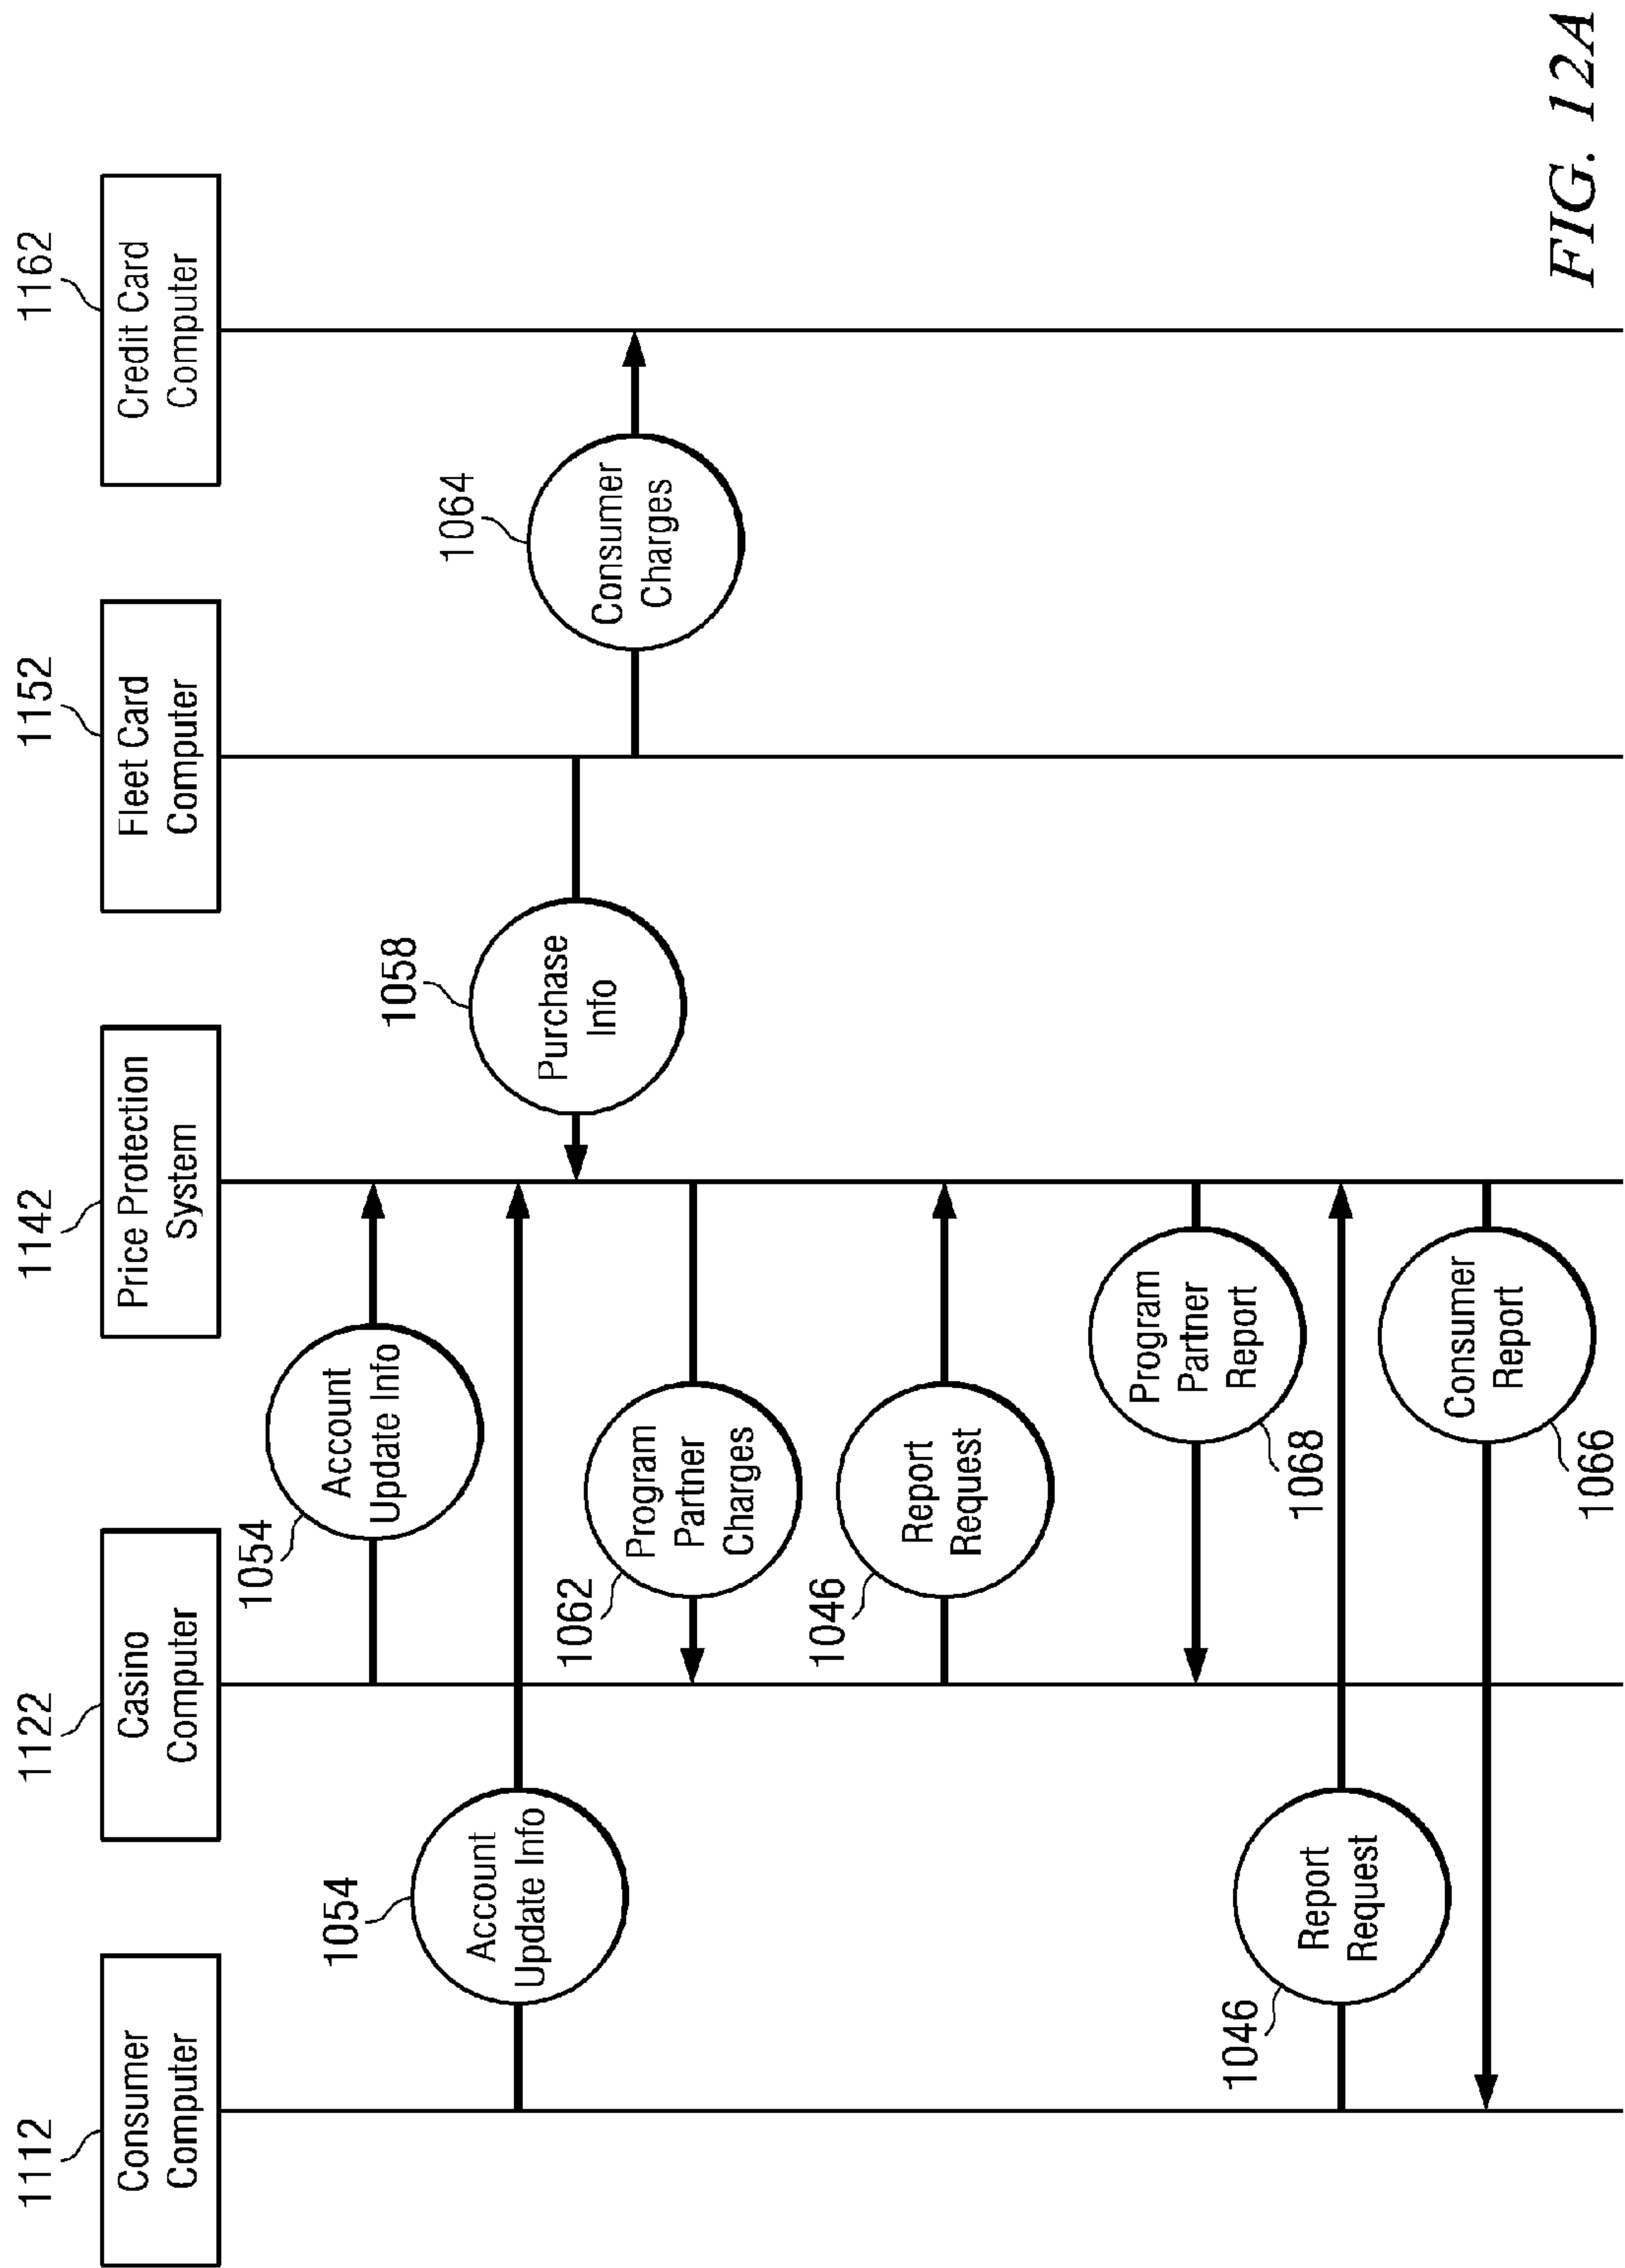 1112
Consumer
Computer
1122
Casino
Computer
1142
Price Protection
System
1152
Fleet Card
Computer
1162
Credit Card
Computer
1054
Account
Update Info
1054
Account
Update Info
1058
Purchase
Info
1064
Consumer
Charges
1062
Program
Partner
Charges
1046
Report
Request
Program
Partner
Report
1068
1046
Report
Request
Consumer
Report
1066
FIG. 12A